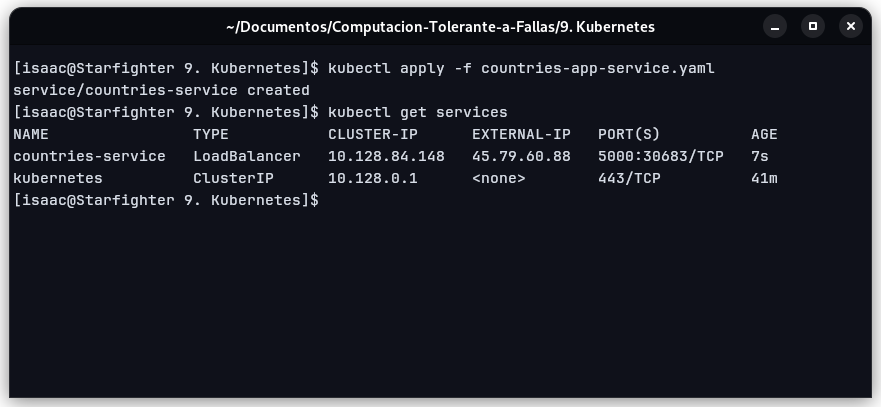 ~/Documentos/Computacion-Tolerante-a-Fallas/9. Kubernetes
[isaac@Starfighter 9. Kubernetes]$ kubectl apply -f countries-app-service.yaml
service/countries-service created
[isaac@Starfighter 9. Kubernetes]$ kubectl get services
NAME                TYPE           CLUSTER-IP      EXTERNAL-IP   PORT(S)          AGE
countries-service   LoadBalancer   10.128.84.148   45.79.60.88   5000:30683/TCP   7s
kubernetes          ClusterIP      10.128.0.1      <none>        443/TCP          41m
[isaac@Starfighter 9. Kubernetes]$